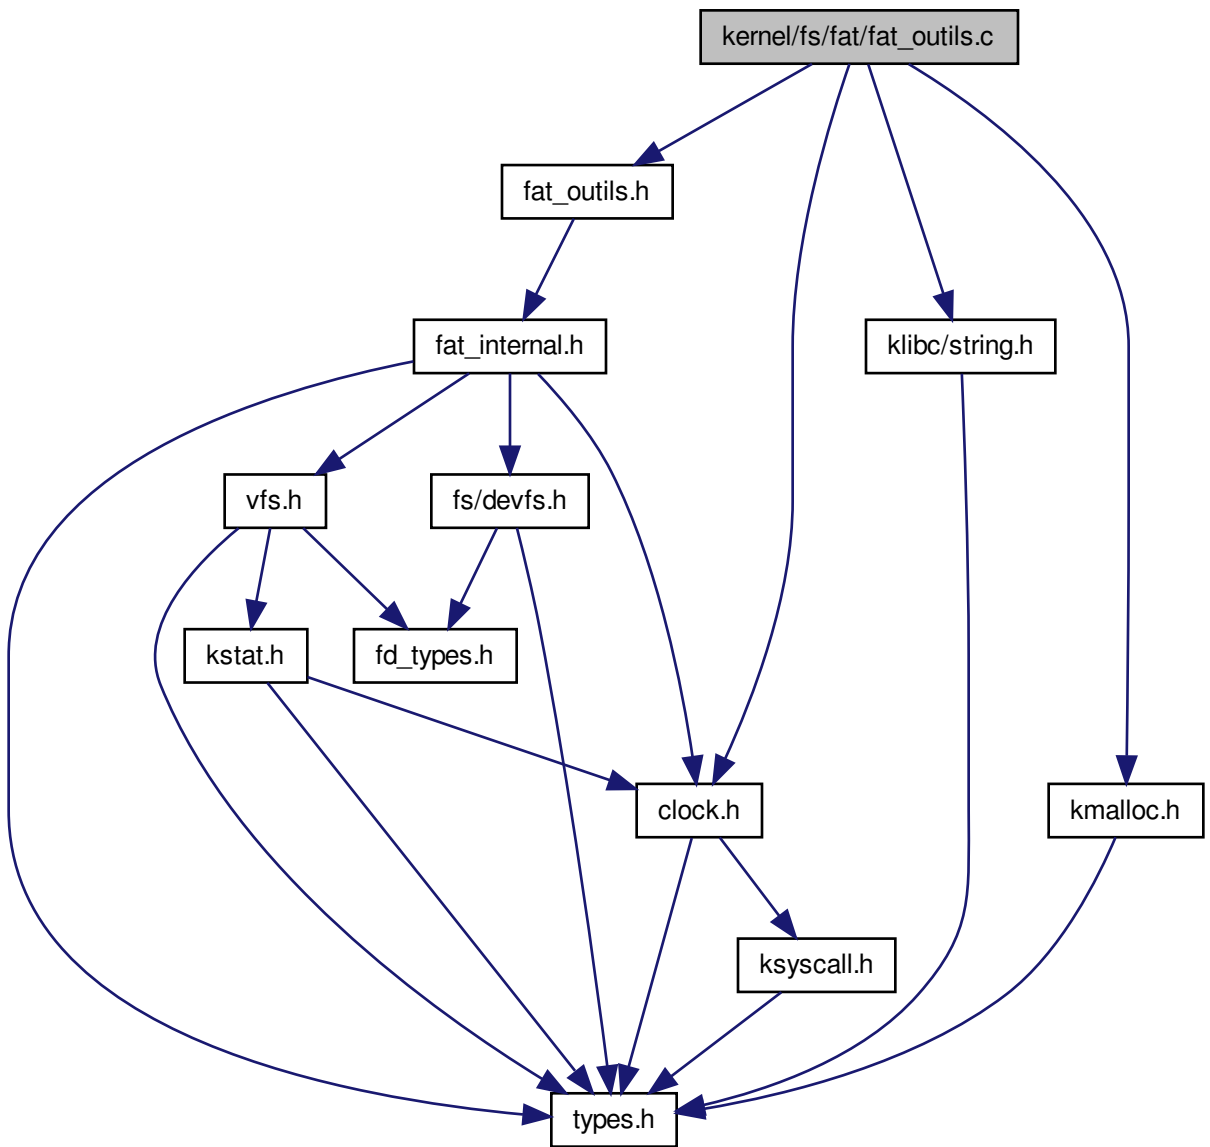 kernel/fs/fat/fat_outils.c
fat_outils.h
fat_internal.h
klibc/string.h
vfs.h
fs/devfs.h
kstat.h
fd_types.h
clock.h
kmalloc.h
ksyscall.h
types.h